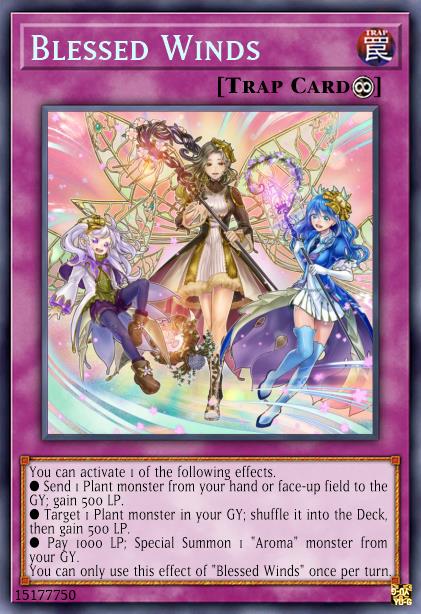 Blessed Winds
TRAP
罠
[Trap Card]
You can activate 1 of the following effects.
● Send 1 Plant monster from your hand or face-up field to the
GY; gain 500 LP.
● Target 1 Plant monster in your GY; shuffle it into the Deck,
then gain 500 LP.
● Pay 1000 LP; Special Summon 1 "Aroma" monster from
your GY.
You can only use this effect of "Blessed Winds" once per turn.
15177750